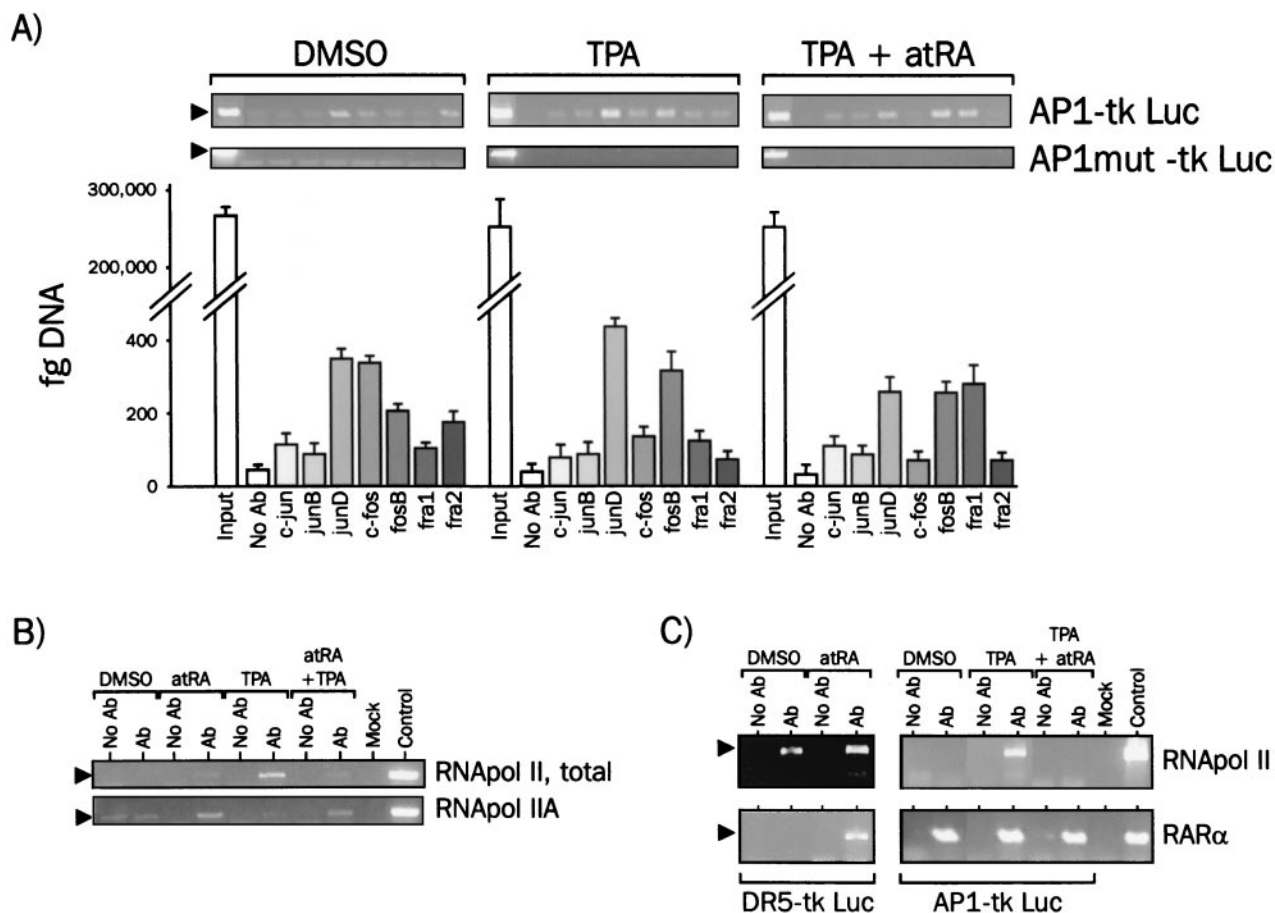 A)
DMSO TPA TPA + atRA
AP1-tk Luc
AP1mut -tk Luc
300,000
200,000
400
200
0
fg DNA
Input No Ab c-jun junB junD c-fos fosB fra1 fra2 Input No Ab c-jun junB junD c-fos fosB fra1 fra2 Input No Ab c-jun junB junD c-fos fosB fra1 fra2
B)
DMSO atRA TPA atRA +TPA
No Ab Ab No Ab Ab No Ab Ab No Ab Ab Mock Control
RNApol II, total
RNApol IIA
C)
DMSO atRA DMSO TPA TPA + atRA
No Ab Ab No Ab Ab No Ab Ab No Ab Ab No Ab Ab Mock Control
RNApol II
RARα
DR5-tk Luc AP1-tk Luc